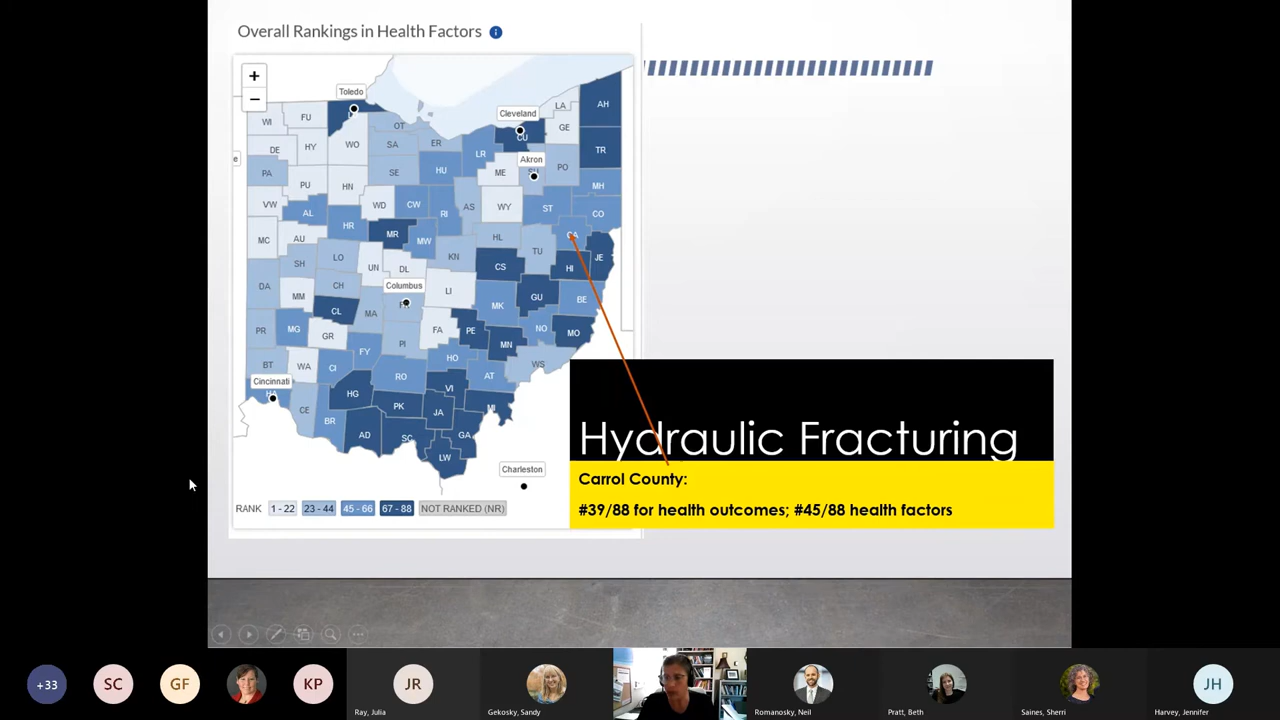 Overall Rankings in Health Factors i
+
−
Toledo
Cleveland
Akron
Columbus
Cincinnati
Charleston
WI
FU
LA
AH
OT
GE
DE
HY
WO
SA
ER
CU
TR
LR
PA
SE
HU
ME
PO
PU
HN
MH
VW
AL
WD
CW
RI
AS
WY
ST
CO
HR
MR
MC
AU
MW
HL
CA
KN
TU
JE
SH
LO
UN
DL
CS
HI
DA
CH
MM
LI
GU
BE
CL
MA
MK
PR
MG
GR
FA
PE
NO
MO
PI
MN
BT
WA
FY
HO
WS
CI
RO
AT
HG
VI
CE
PK
JA
BR
AD
SC
GA
LW
RANK 1 - 22 23 - 44 45 - 66 67 - 88 NOT RANKED (NR)
Hydraulic Fracturing
Carrol County:
#39/88 for health outcomes; #45/88 health factors
+33
SC
GF
KP
JR
JH
Ray, Julia
Gekosky, Sandy
Romanosky, Neil
Pratt, Beth
Saines, Sherri
Harvey, Jennifer